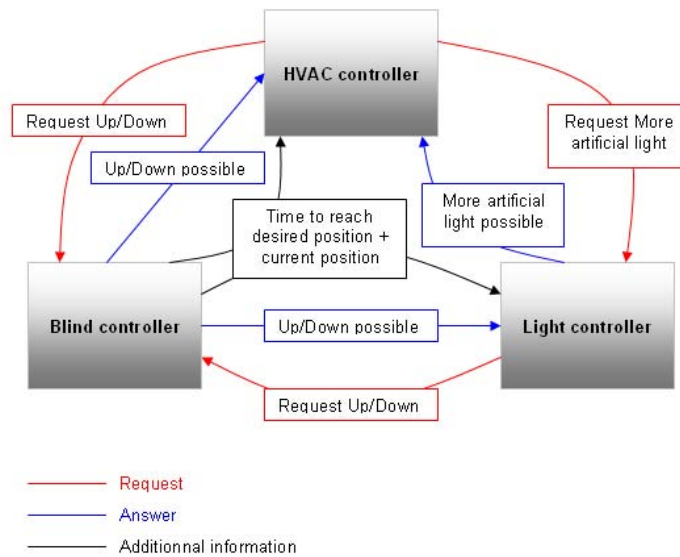 HVAC controller
Request Up/Down
Request More
artificial light
Up/Down possible
More artificial
light possible
Time to reach
desired position +
current position
Blind controller
Up/Down possible
Light controller
Request Up/Down
Request
Answer
Additionnal information